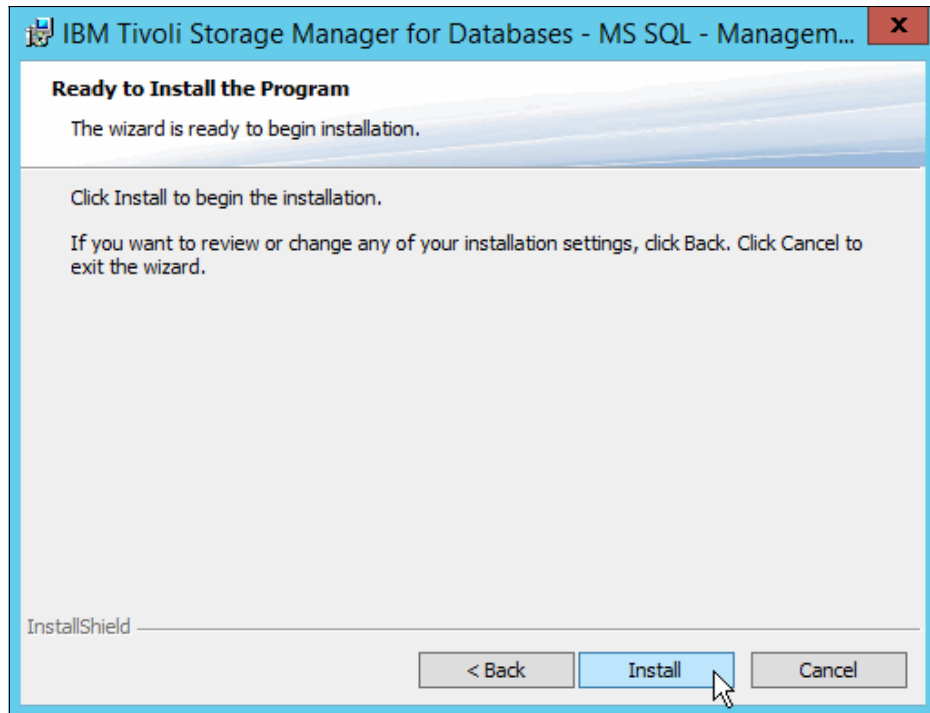 IBM Tivoli Storage Manager for Databases - MS SQL - Managem...
x
Ready to Install the Program
The wizard is ready to begin installation.
Click Install to begin the installation.
If you want to review or change any of your installation settings, click Back. Click Cancel to
exit the wizard.
InstallShield
< Back
Install
Cancel